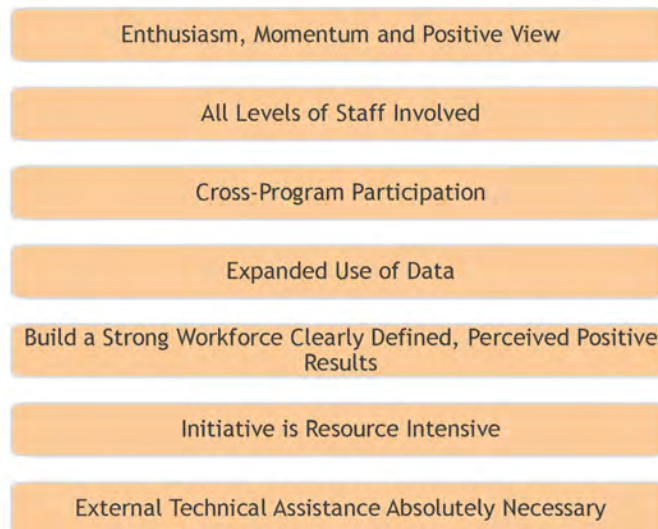 Enthusiasm, Momentum and Positive View
All Levels of Staff Involved
Cross-Program Participation
Expanded Use of Data
Build a Strong Workforce Clearly Defined, Perceived Positive
Results
Initiative is Resource Intensive
External Technical Assistance Absolutely Necessary